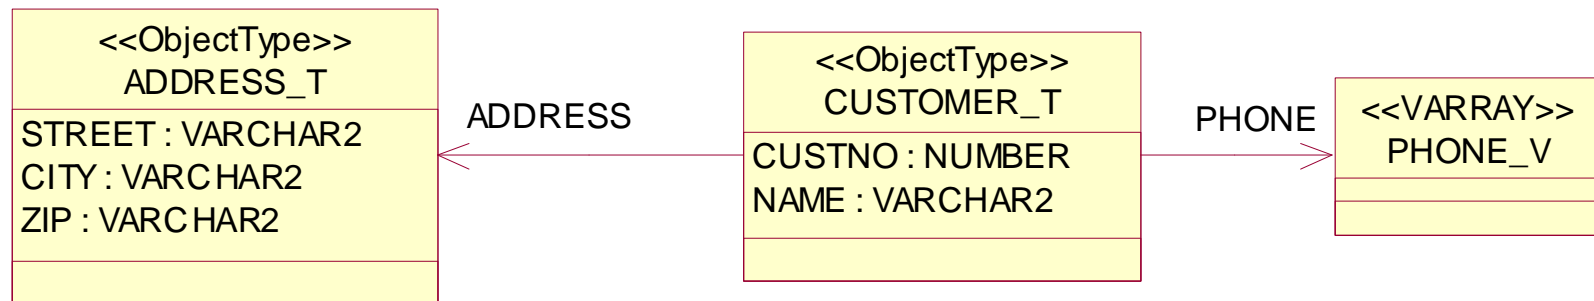 <<ObjectType>>
ADDRESS_T
STREET : VARCHAR2
CITY : VARCHAR2
ZIP : VARCHAR2
ADDRESS
<<ObjectType>>
CUSTOMER_T
CUSTNO : NUMBER
NAME : VARCHAR2
PHONE
<<VARRAY>>
PHONE_V